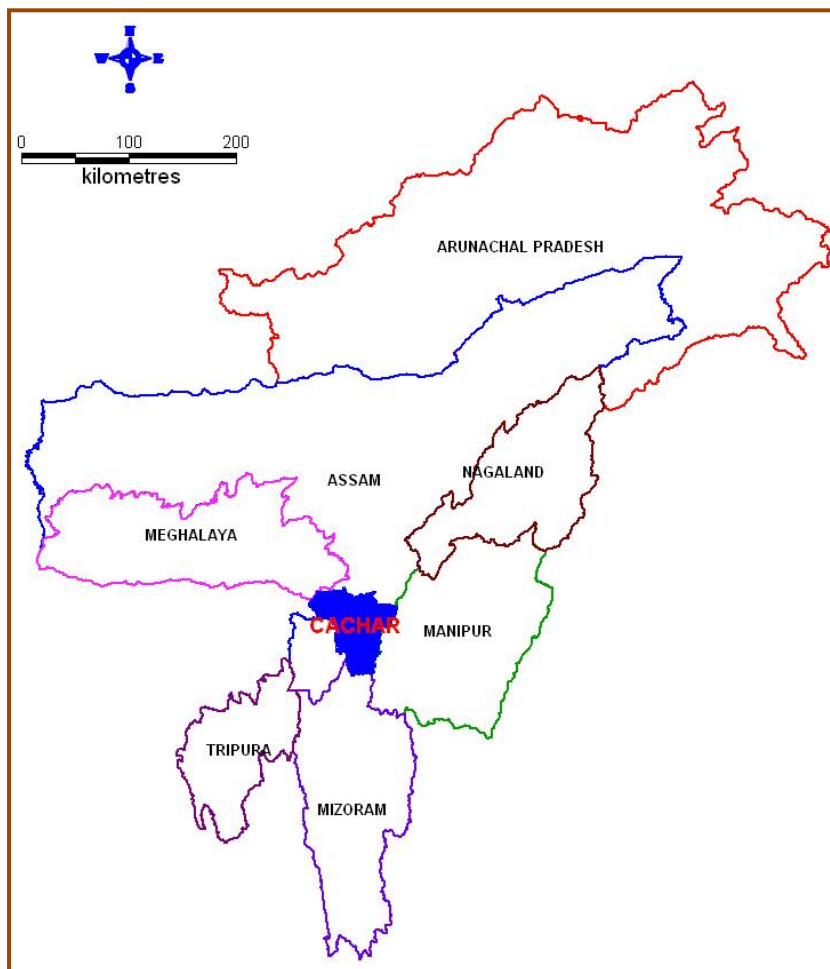 N
W E
S
0 100 200
kilometres
ARUNACHAL PRADESH
ASSAM
NAGALAND
MEGHALAYA
CACHAR
MANIPUR
TRIPURA
MIZORAM